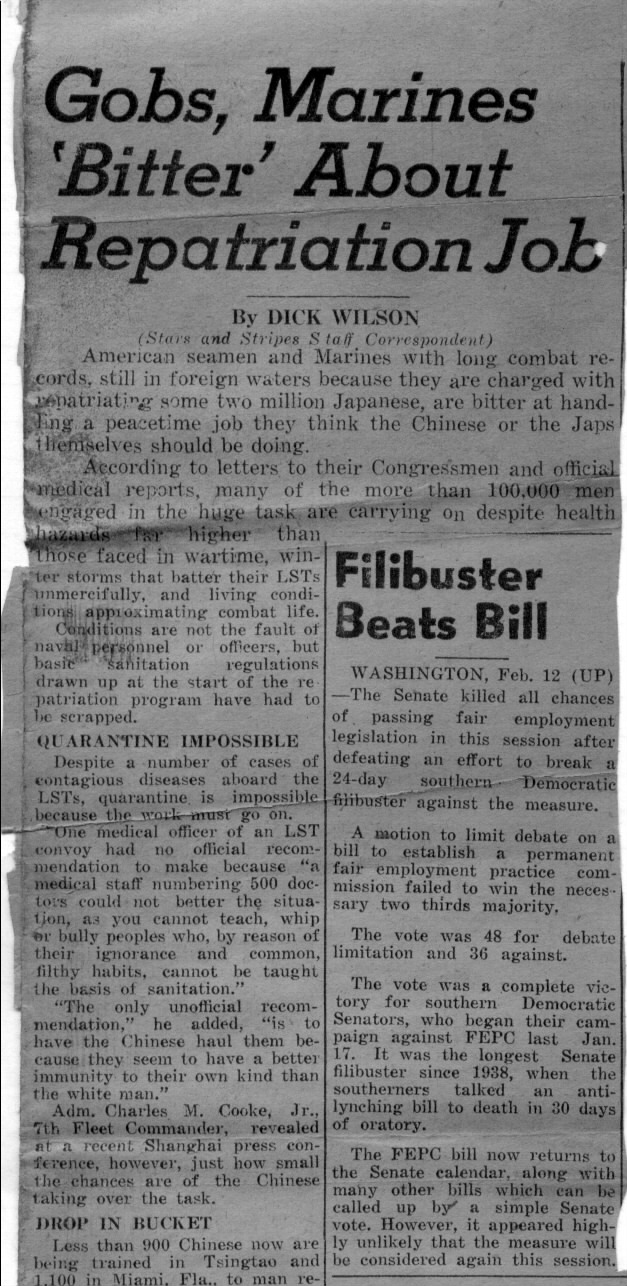 Gobs, Marines
'Bitter' About
Repatriation Job
By DICK WILSON
(Stars and Stripes Staff Correspondent)
American seamen and Marines with long combat re-
cords, still in foreign waters because they are charged with
repatriating some two million Japanese, are bitter at hand-
ling a peacetime job they think the Chinese or the Japs
themselves should be doing.
According to letters to their Congressmen and official
medical reports, many of the more than 100,000 men
engaged in the huge task are carrying on despite health
hazards far higher than
those faced in wartime, win-
ter storms that batter their LSTs
unmercifully, and living condi-
tions approximating combat life.
Conditions are not the fault of
naval personnel or officers, but
basic sanitation regulations
drawn up at the start of the re-
patriation program have had to
be scrapped.
QUARANTINE IMPOSSIBLE
Despite a number of cases of
contagious diseases aboard the
LSTs, quarantine is impossible
because the work must go on.
One medical officer of an LST
convoy had no official recom-
mendation to make because "a
medical staff numbering 500 doc-
tors could not better the situa-
tion, as you cannot teach, whip
or bully peoples who, by reason of
their ignorance and common,
filthy habits, cannot be taught
the basis of sanitation."
"The only unofficial recom-
mendation," he added, "is to
have the Chinese haul them be-
cause they seem to have a better
immunity to their own kind than
the white man."
Adm. Charles M. Cooke, Jr.,
7th Fleet Commander, revealed
at a recent Shanghai press con-
ference, however, just how small
the chances are of the Chinese
taking over the task.
DROP IN BUCKET
Less than 900 Chinese now are
being trained in Tsingtao and
1,100 in Miami, Fla., to man re-
Filibuster
Beats Bill
WASHINGTON, Feb. 12 (UP)
—The Senate killed all chances
of passing fair employment
legislation in this session after
defeating an effort to break a
24-day southern Democratic
filibuster against the measure.
A motion to limit debate on a
bill to establish a permanent
fair employment practice com-
mission failed to win the neces-
sary two thirds majority.
The vote was 48 for debate
limitation and 36 against.
The vote was a complete vic-
tory for southern Democratic
Senators, who began their cam-
paign against FEPC last Jan.
17. It was the longest Senate
filibuster since 1938, when the
southerners talked an anti-
lynching bill to death in 30 days
of oratory.
The FEPC bill now returns to
the Senate calendar, along with
many other bills which can be
called up by a simple Senate
vote. However, it appeared high-
ly unlikely that the measure will
be considered again this session.